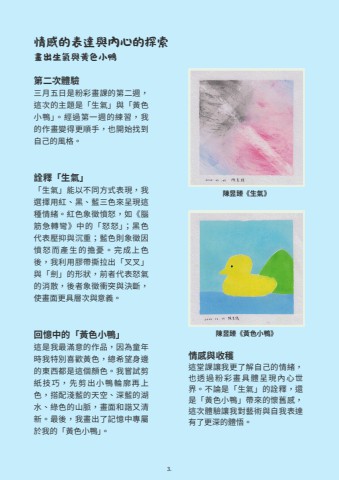 情感的表達與內心的探索
畫出生氣與黃色小鴨
第二次體驗
三月五日是粉彩畫課的第二週，
這次的主題是「生氣」與「黃色
小鴨」。經過第一週的練習，我
的作畫變得更順手，也開始找到
自己的風格。
詮釋「生氣」
「生氣」能以不同方式表現，我
選擇用紅、黑、藍三色來呈現這
種情緒。紅色象徵憤怒，如《腦
筋急轉彎》中的「怒怒」；黑色
代表壓抑與沉重；藍色則象徵因
憤怒而產生的擔憂。完成上色
後，我利用膠帶撕拉出「叉叉」
與「劍」的形狀，前者代表怒氣
的消散，後者象徵衝突與決斷，
使畫面更具層次與意義。
回憶中的「黃色小鴨」
這是我最滿意的作品，因為童年
時我特別喜歡黃色，總希望身邊
的東西都是這個顏色。我嘗試剪
紙技巧，先剪出小鴨輪廓再上
色，搭配淺藍的天空、深藍的湖
水、綠色的山脈，畫面和諧又清
新。最後，我畫出了記憶中專屬
於我的「黃色小鴨」。
陳昱臻《生氣》
陳昱臻《黃色小鴨》
情感與收穫
這堂課讓我更了解自己的情緒，
也透過粉彩畫具體呈現內心世
界。不論是「生氣」的詮釋，還
是「黃色小鴨」帶來的懷舊感，
這次體驗讓我對藝術與自我表達
有了更深的體悟。
2.